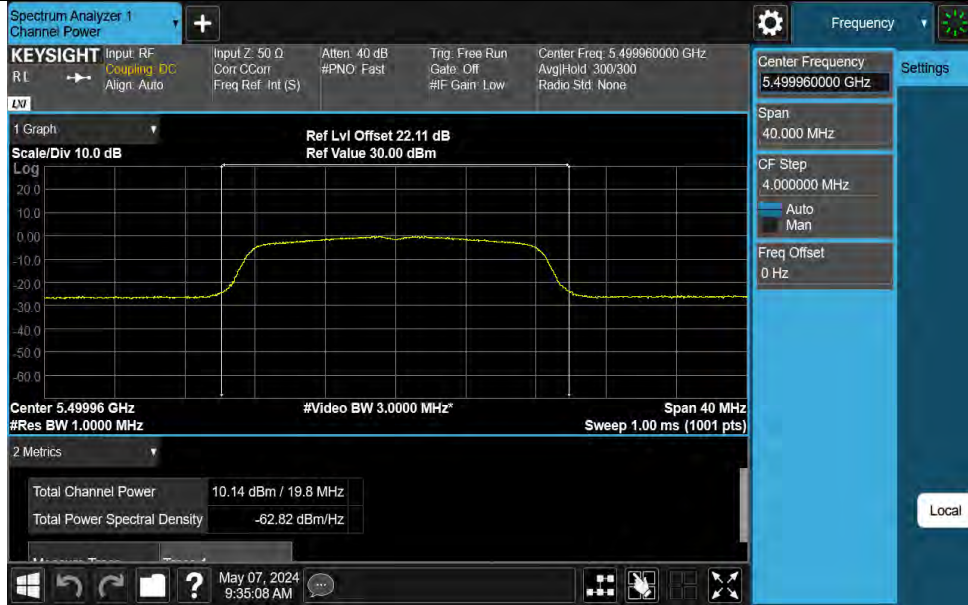 Spectrum Analyzer 1
Channel Power
Frequency
KEYSIGHT
RL
LXI
Input: RF
Coupling: DC
Align: Auto
Input Z: 50 Ω
Corr CCorr
Freq Ref: Int (S)
Atten: 40 dB
#PNO: Fast
Trig: Free Run
Gate: Off
#IF Gain: Low
Center Freq: 5.499960000 GHz
Avg|Hold: 300/300
Radio Std: None
Center Frequency
5.499960000 GHz
Settings
Span
40.000 MHz
CF Step
4.000000 MHz
Auto
Man
Freq Offset
0 Hz
1 Graph
Scale/Div 10.0 dB
Ref Lvl Offset 22.11 dB
Ref Value 30.00 dBm
Log
20.0
10.0
0.00
-10.0
-20.0
-30.0
-40.0
-50.0
-60.0
Center 5.49996 GHz
#Video BW 3.0000 MHz*
Span 40 MHz
#Res BW 1.0000 MHz
Sweep 1.00 ms (1001 pts)
2 Metrics
Total Channel Power
10.14 dBm / 19.8 MHz
Total Power Spectral Density
-62.82 dBm/Hz
Local
?
May 07, 2024
9:35:08 AM